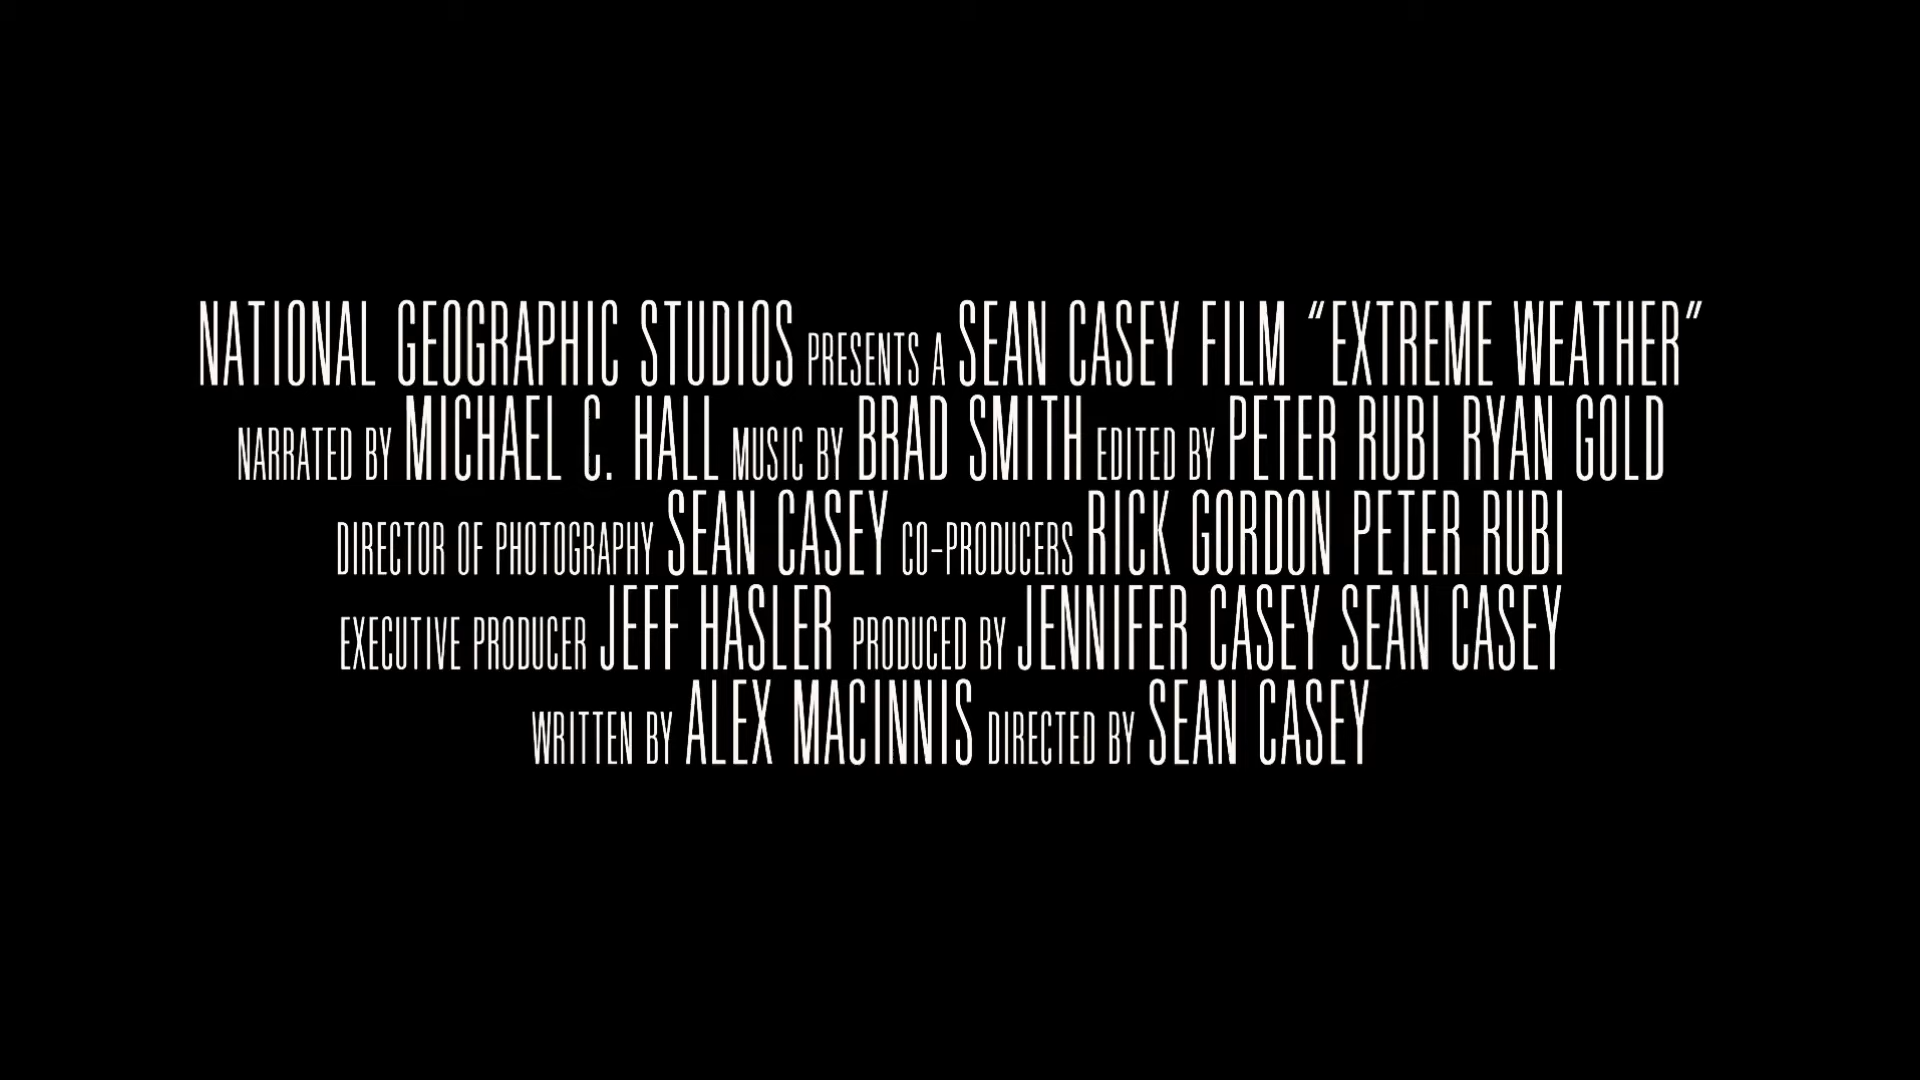 NATIONAL GEOGRAPHIC STUDIOS PRESENTS A SEAN CASEY FILM “EXTREME WEATHER”
NARRATED BY MICHAEL C. HALL MUSIC BY BRAD SMITH EDITED BY PETER RUBI RYAN GOLD
DIRECTOR OF PHOTOGRAPHY SEAN CASEY CO-PRODUCERS RICK GORDON PETER RUBI
EXECUTIVE PRODUCER JEFF HASLER PRODUCED BY JENNIFER CASEY SEAN CASEY
WRITTEN BY ALEX MACINNIS DIRECTED BY SEAN CASEY